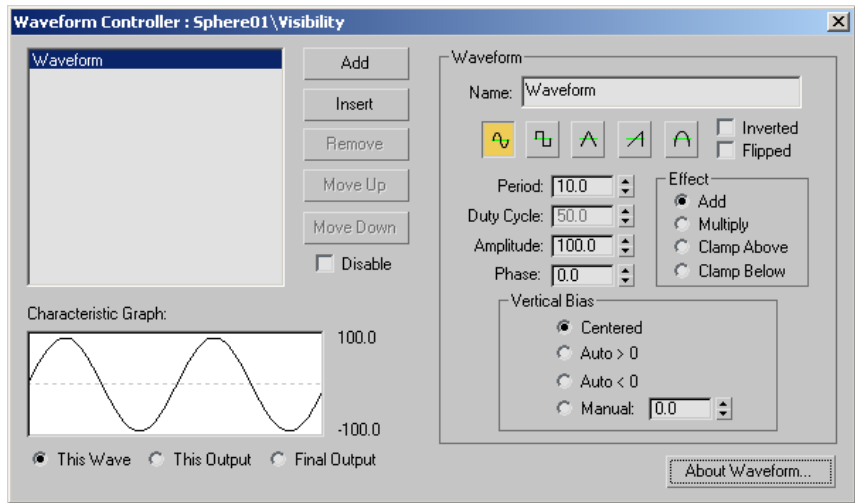 Waveform Controller : Sphere01\Visibility
Waveform
Add
Insert
Remove
Move Up
Move Down
Disable
Characteristic Graph:
100.0
-100.0
This Wave
This Output
Final Output
Waveform
Name: Waveform
Inverted
Flipped
Period: 10.0
Duty Cycle: 50.0
Amplitude: 100.0
Phase: 0.0
Effect
Add
Multiply
Clamp Above
Clamp Below
Vertical Bias
Centered
Auto > 0
Auto < 0
Manual: 0.0
About Waveform...